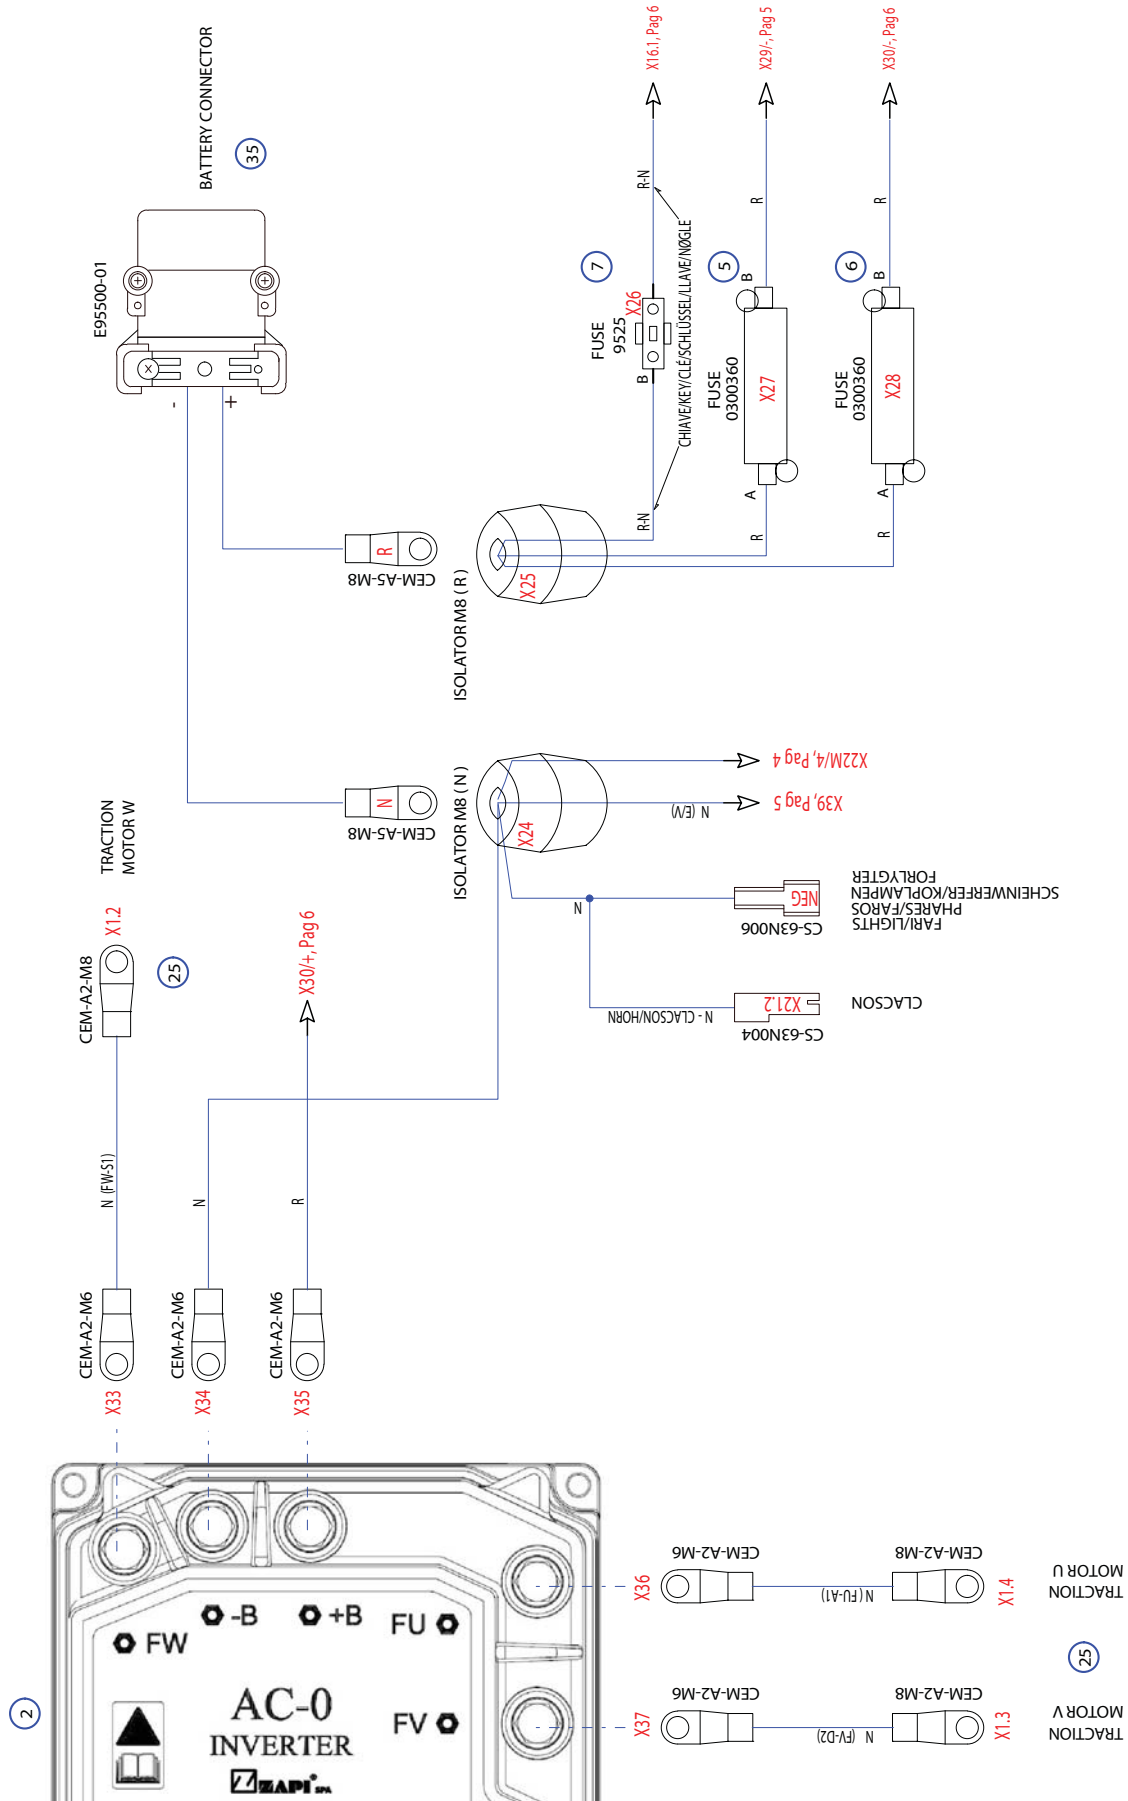 X16.1, Pag 6
X29/-, Pag 5
X30/-, Pag 6
BATTERY CONNECTOR
35
E95500-01
-
+
R-N
7
FUSE
9525
X26
B
CHIAVE/KEY/CLÉ/SCHLÜSSEL/LLAVE/NØGLE
R-N
R
5
B
FUSE
0300360
X27
A
R
R
6
B
FUSE
0300360
X28
A
R
R
CEM-A5-M8
ISOLATOR M8 ( R )
X25
N
CEM-A5-M8
ISOLATOR M8 ( N )
X24
X22M/4, Pag 4
X39, Pag 5
N (E/V)
N
NEG
CS-63N006
FARI/LIGHTS
PHARES/FAROS
SCHEINWERFER/KOPLAMPEN
FORLYGTER
N - CLACSON/HORN
X21.2
CS-63N004
CLACSON
TRACTION
MOTOR W
X1.2
CEM-A2-M8
25
X30/+, Pag 6
N (FW-S1)
N
R
CEM-A2-M6
CEM-A2-M6
CEM-A2-M6
X33
X34
X35
FW
-B
+B
FU
FV
2
AC-0
INVERTER
ZAPI® SPA
X36
CEM-A2-M6
N (FU-A1)
CEM-A2-M8
X1.4
TRACTION
MOTOR U
25
X37
CEM-A2-M6
N (FV-D2)
CEM-A2-M8
X1.3
TRACTION
MOTOR V